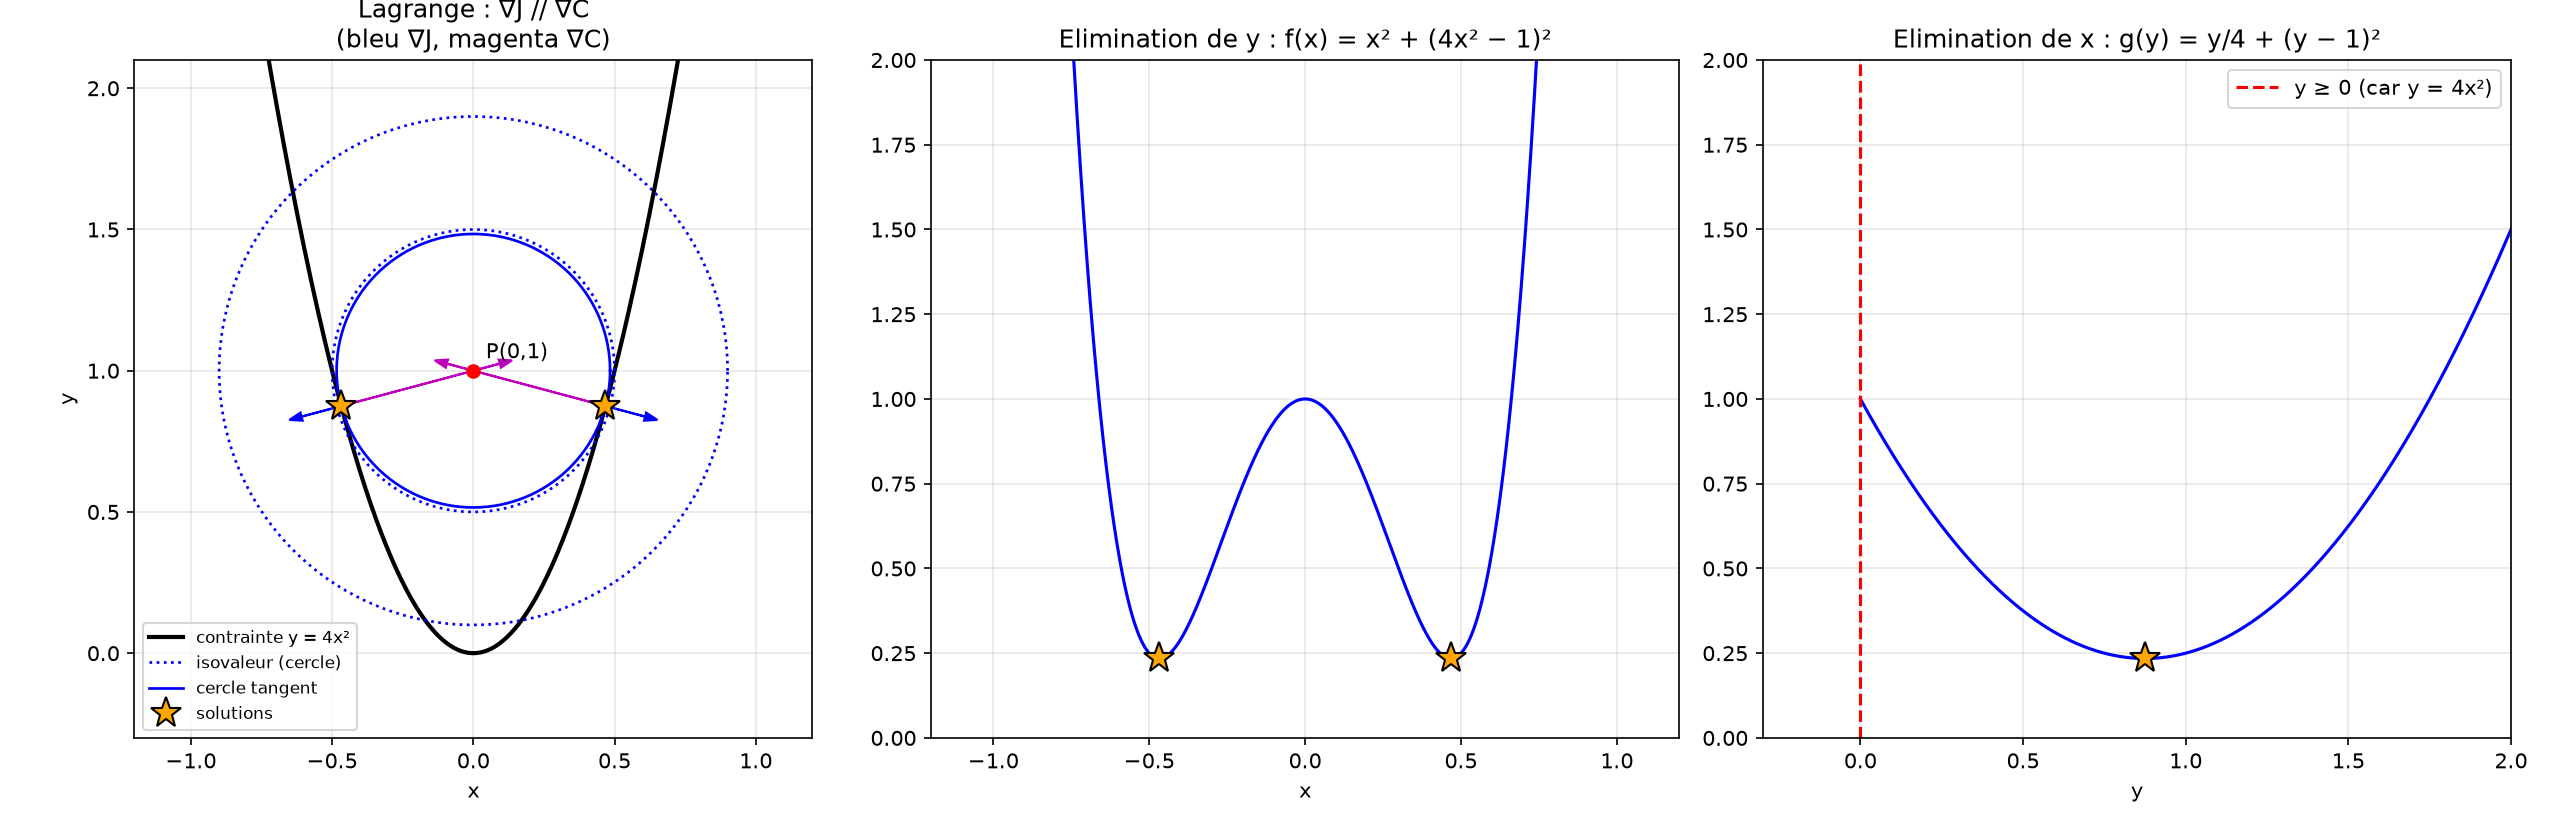 Lagrange : ∇J // ∇C
(bleu ∇J, magenta ∇C)
2.0
1.5
1.0
0.5
0.0
y
P(0,1)
contrainte y = 4x²
isovaleur (cercle)
cercle tangent
solutions
−1.0 −0.5 0.0 0.5 1.0
x
Elimination de y : f(x) = x² + (4x² − 1)²
2.00
1.75
1.50
1.25
1.00
0.75
0.50
0.25
0.00
−1.0 −0.5 0.0 0.5 1.0
x
Elimination de x : g(y) = y/4 + (y − 1)²
y ≥ 0 (car y = 4x²)
2.00
1.75
1.50
1.25
1.00
0.75
0.50
0.25
0.00
0.0 0.5 1.0 1.5 2.0
y